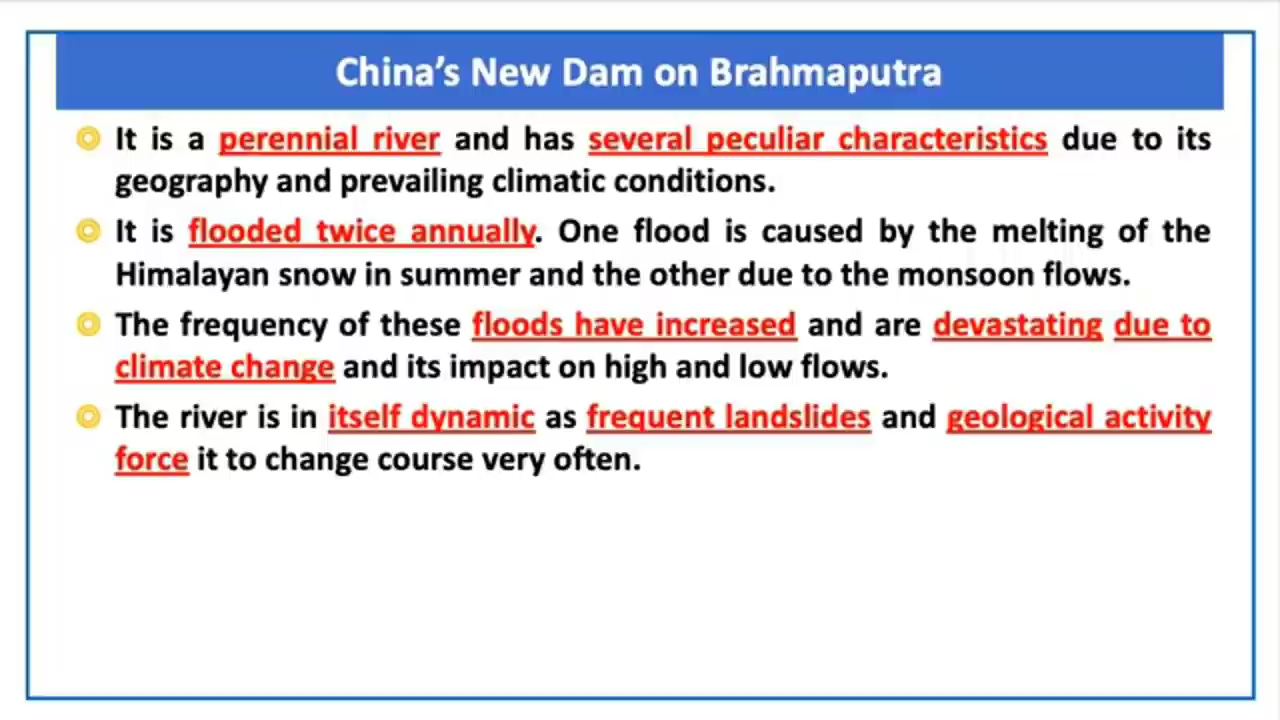 China's New Dam on Brahmaputra
It is a perennial river and has several peculiar characteristics due to its
geography and prevailing climatic conditions.
It is flooded twice annually. One flood is caused by the melting of the
Himalayan snow in summer and the other due to the monsoon flows.
The frequency of these floods have increased and are devastating due to
climate change and its impact on high and low flows.
The river is in itself dynamic as frequent landslides and geological activity
force it to change course very often.